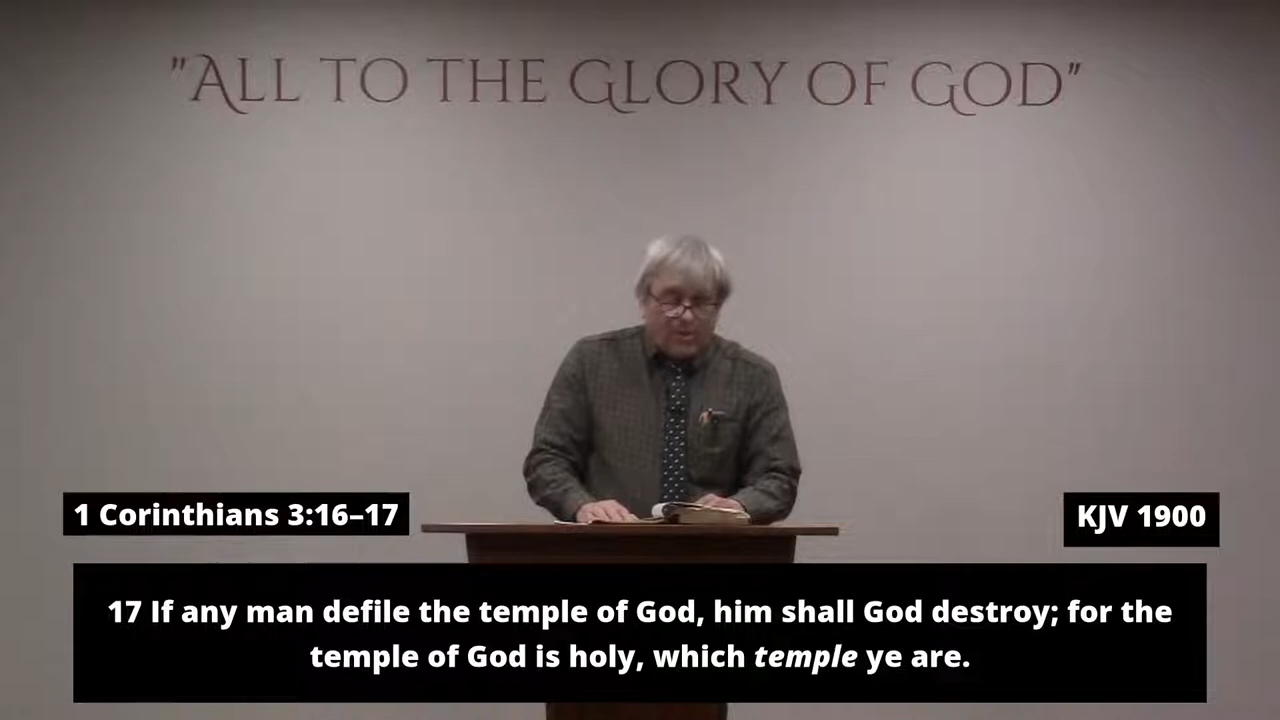 "ALL TO THE GLORY OF GOD"
1 Corinthians 3:16–17
KJV 1900
17 If any man defile the temple of God, him shall God destroy; for the
temple of God is holy, which temple ye are.